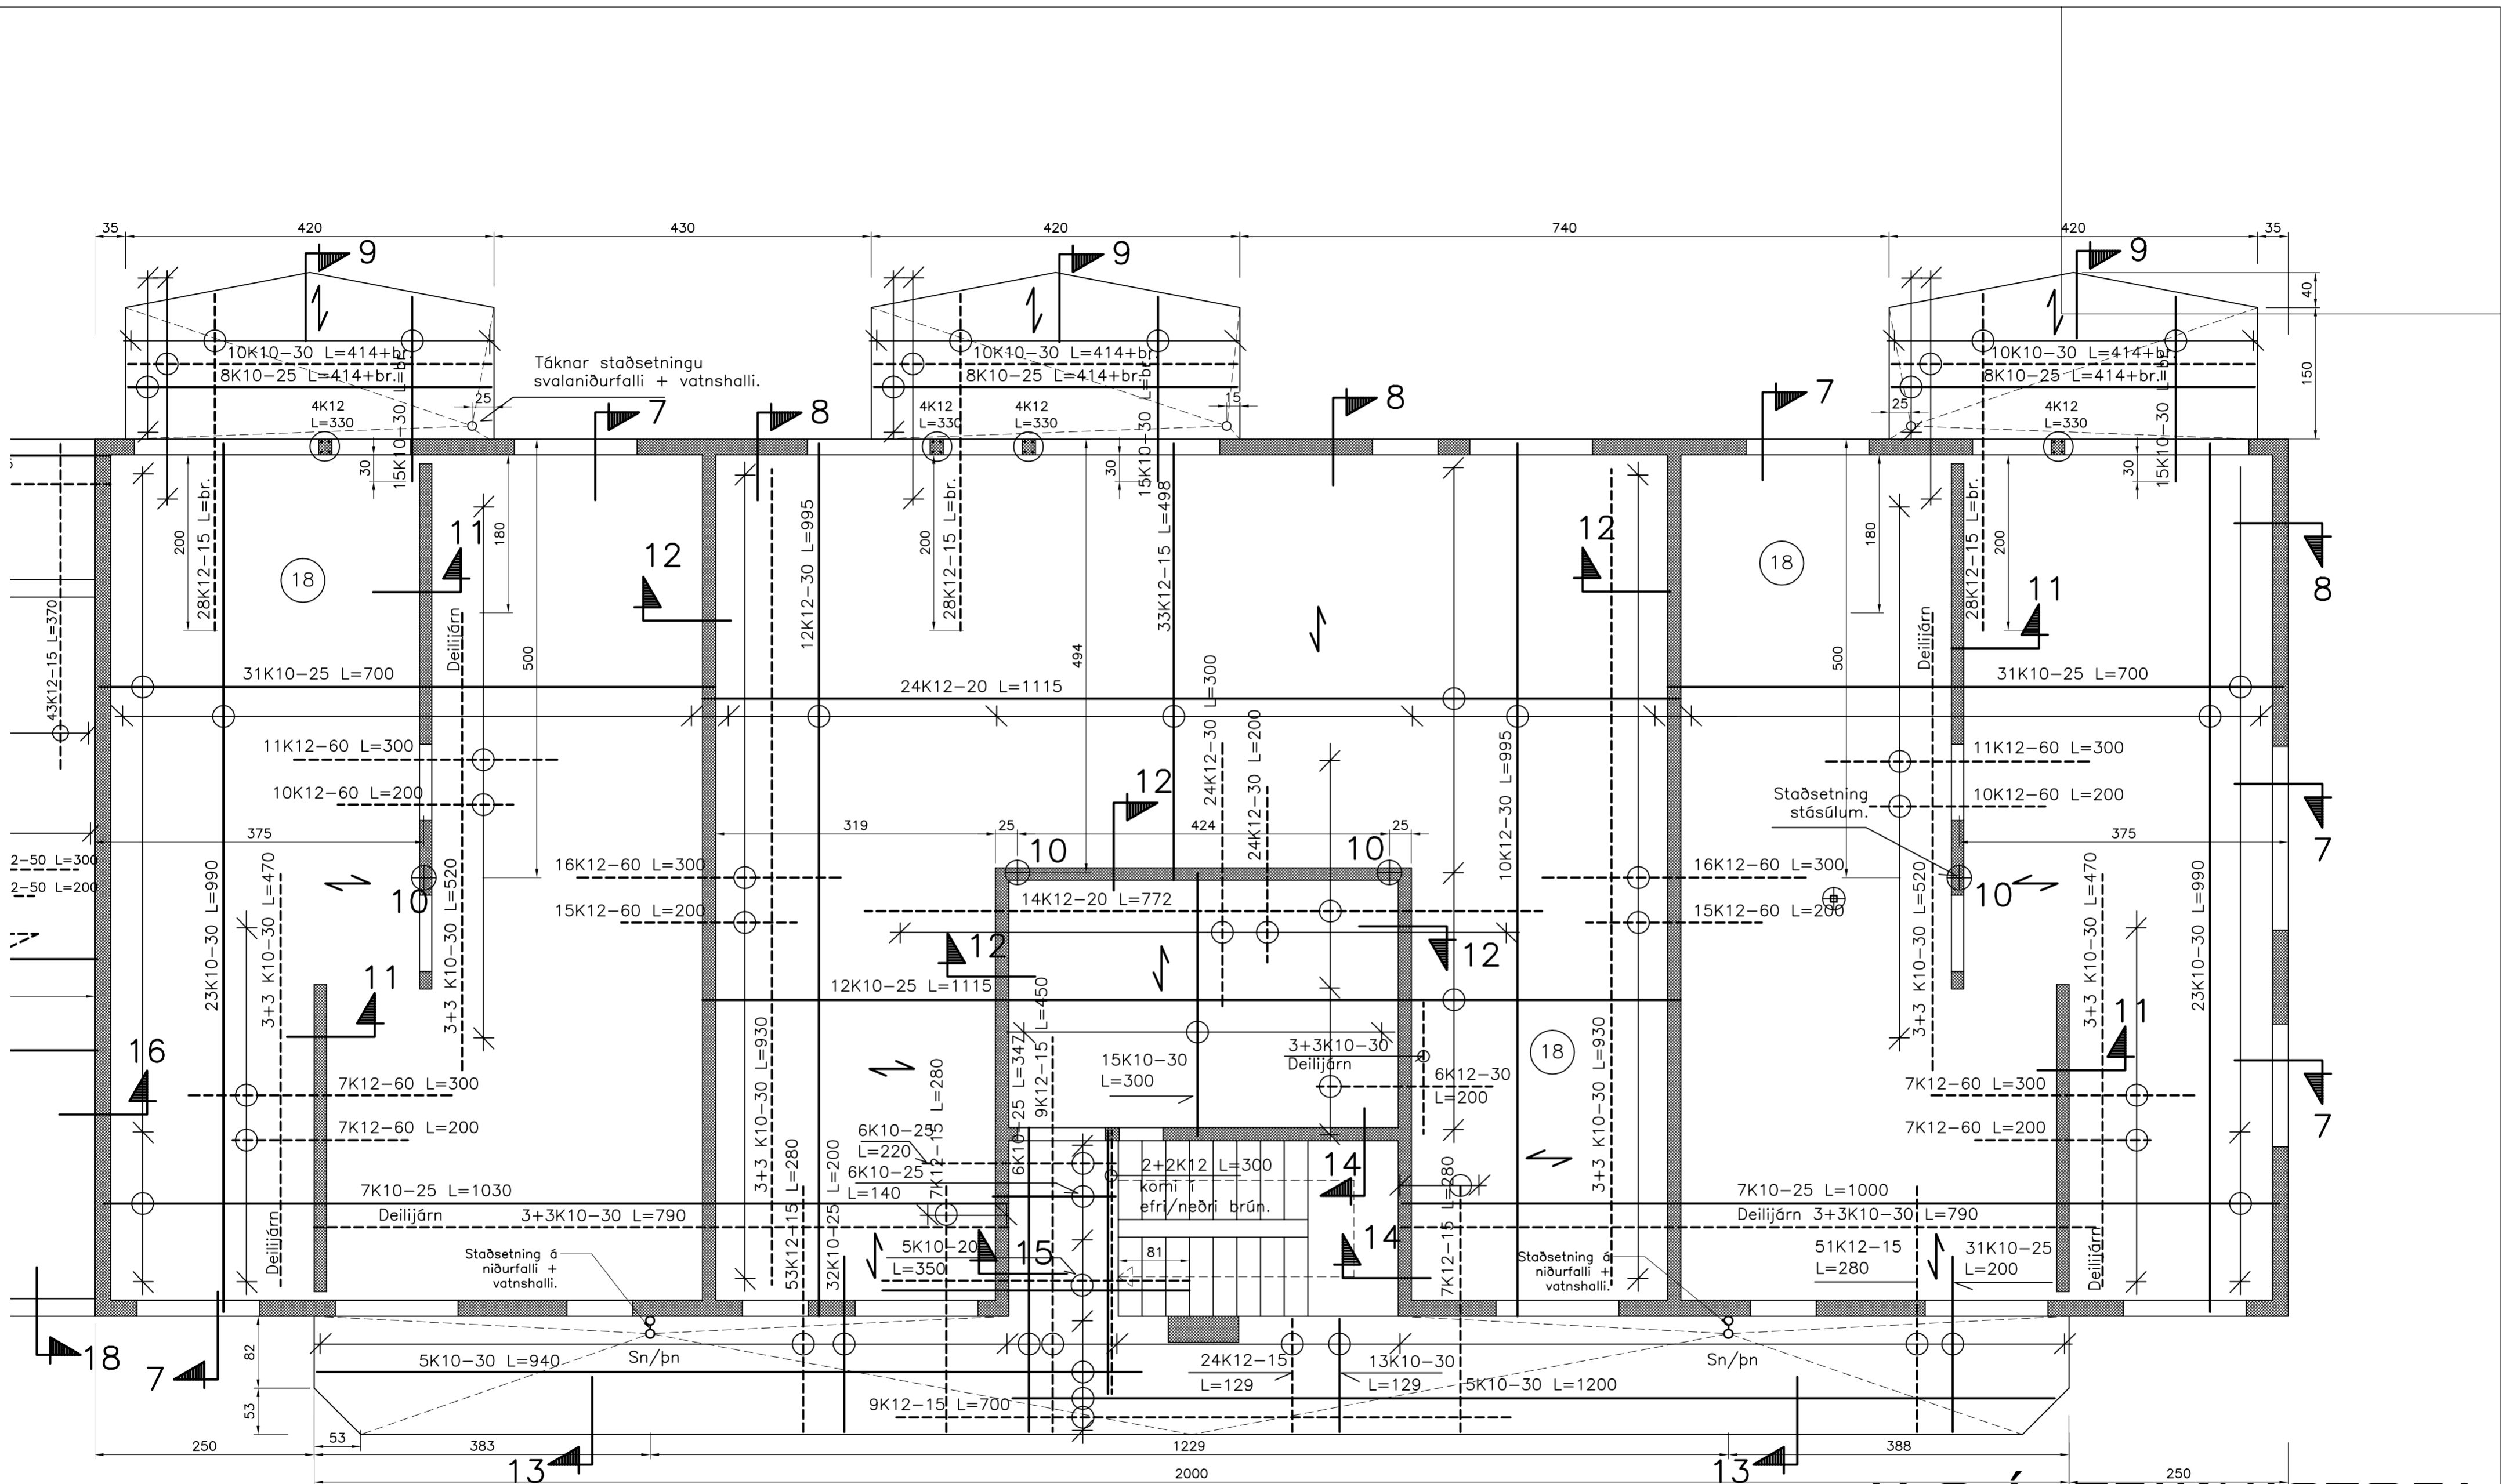 35
420
430
420
740
420
35
9
9
9
40
150
10K10-30 L=414+br.
8K10-25 L=414+br.
15K10-30 L=br.
Táknar staðsetningu
svalaniðurfalli + vatnshalli.
25
4K12
L=330
7
8
10K10-30 L=414+br.
8K10-25 L=414+br.
15K10-30 L=br.
15
4K12
L=330
4K12
L=330
8
7
10K10-30 L=414+br.
8K10-25 L=414+br.
15K10-30 L=br.
25
4K12
L=330
30
30
30
200
28K12-15 L=br.
180
11
12
18
500
Deilijárn
43K12-15 L=370
12K12-30 L=995
200
28K12-15 L=br.
33K12-15 L=498
494
12
18
180
28K12-15 L=br.
200
11
8
500
Deilijárn
31K10-25 L=700
24K12-20 L=1115
31K10-25 L=700
24K12-30 L=300
24K12-30 L=200
10K12-30 L=995
11K12-60 L=300
10K12-60 L=200
12
11K12-60 L=300
10K12-60 L=200
Staðsetning
stásúlum.
375
319
25
424
25
375
7
2-50 L=300
2-50 L=200
23K10-30 L=990
3+3 K10-30 L=470
10
3+3 K10-30 L=520
16K12-60 L=300
15K12-60 L=200
10
10
14K12-20 L=772
16K12-60 L=300
15K12-60 L=200
10
3+3 K10-30 L=520
3+3 K10-30 L=470
23K10-30 L=990
12
12
12K10-25 L=1115
11
11
16
3+3 K10-30 L=930
6K10-25 L=347
9K12-15 L=450
15K10-30
L=300
3+3K10-30
Deilijárn
6K12-30
L=200
18
3+3 K10-30 L=930
7K12-60 L=300
7K12-60 L=200
7K12-60 L=300
7K12-60 L=200
7
6K10-25
L=220
6K10-25
L=140
7K12-15 L=280
2+2K12 L=300
komi í
efri/neðri brún.
14
7K12-15 L=280
7K10-25 L=1030
Deilijárn
3+3K10-30 L=790
Deilijárn
53K12-15 L=280
32K10-25 L=200
7K10-25 L=1000
Deilijárn 3+3K10-30 L=790
51K12-15
L=280
31K10-25
L=200
Deilijárn
Staðsetning á
niðurfalli +
vatnshalli.
5K10-20
L=350
15
81
14
Staðsetning á
niðurfalli +
vatnshalli.
18
7
82
53
Sn/þn
Sn/þn
5K10-30 L=940
24K12-15
L=129
13K10-30
L=129
5K10-30 L=1200
9K12-15 L=700
250
53
383
1229
388
13
13
2000
250